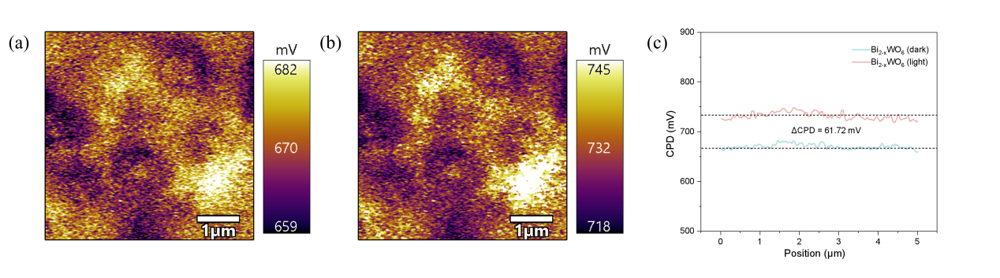 (a)
mV
682
670
659
1µm
(b)
mV
745
732
718
1µm
(c)
900
800
700
600
500
CPD (mV)
Bi₂₋ₓWO₆ (dark)
Bi₂₋ₓWO₆ (light)
ΔCPD = 61.72 mV
0 1 2 3 4 5
Position (µm)